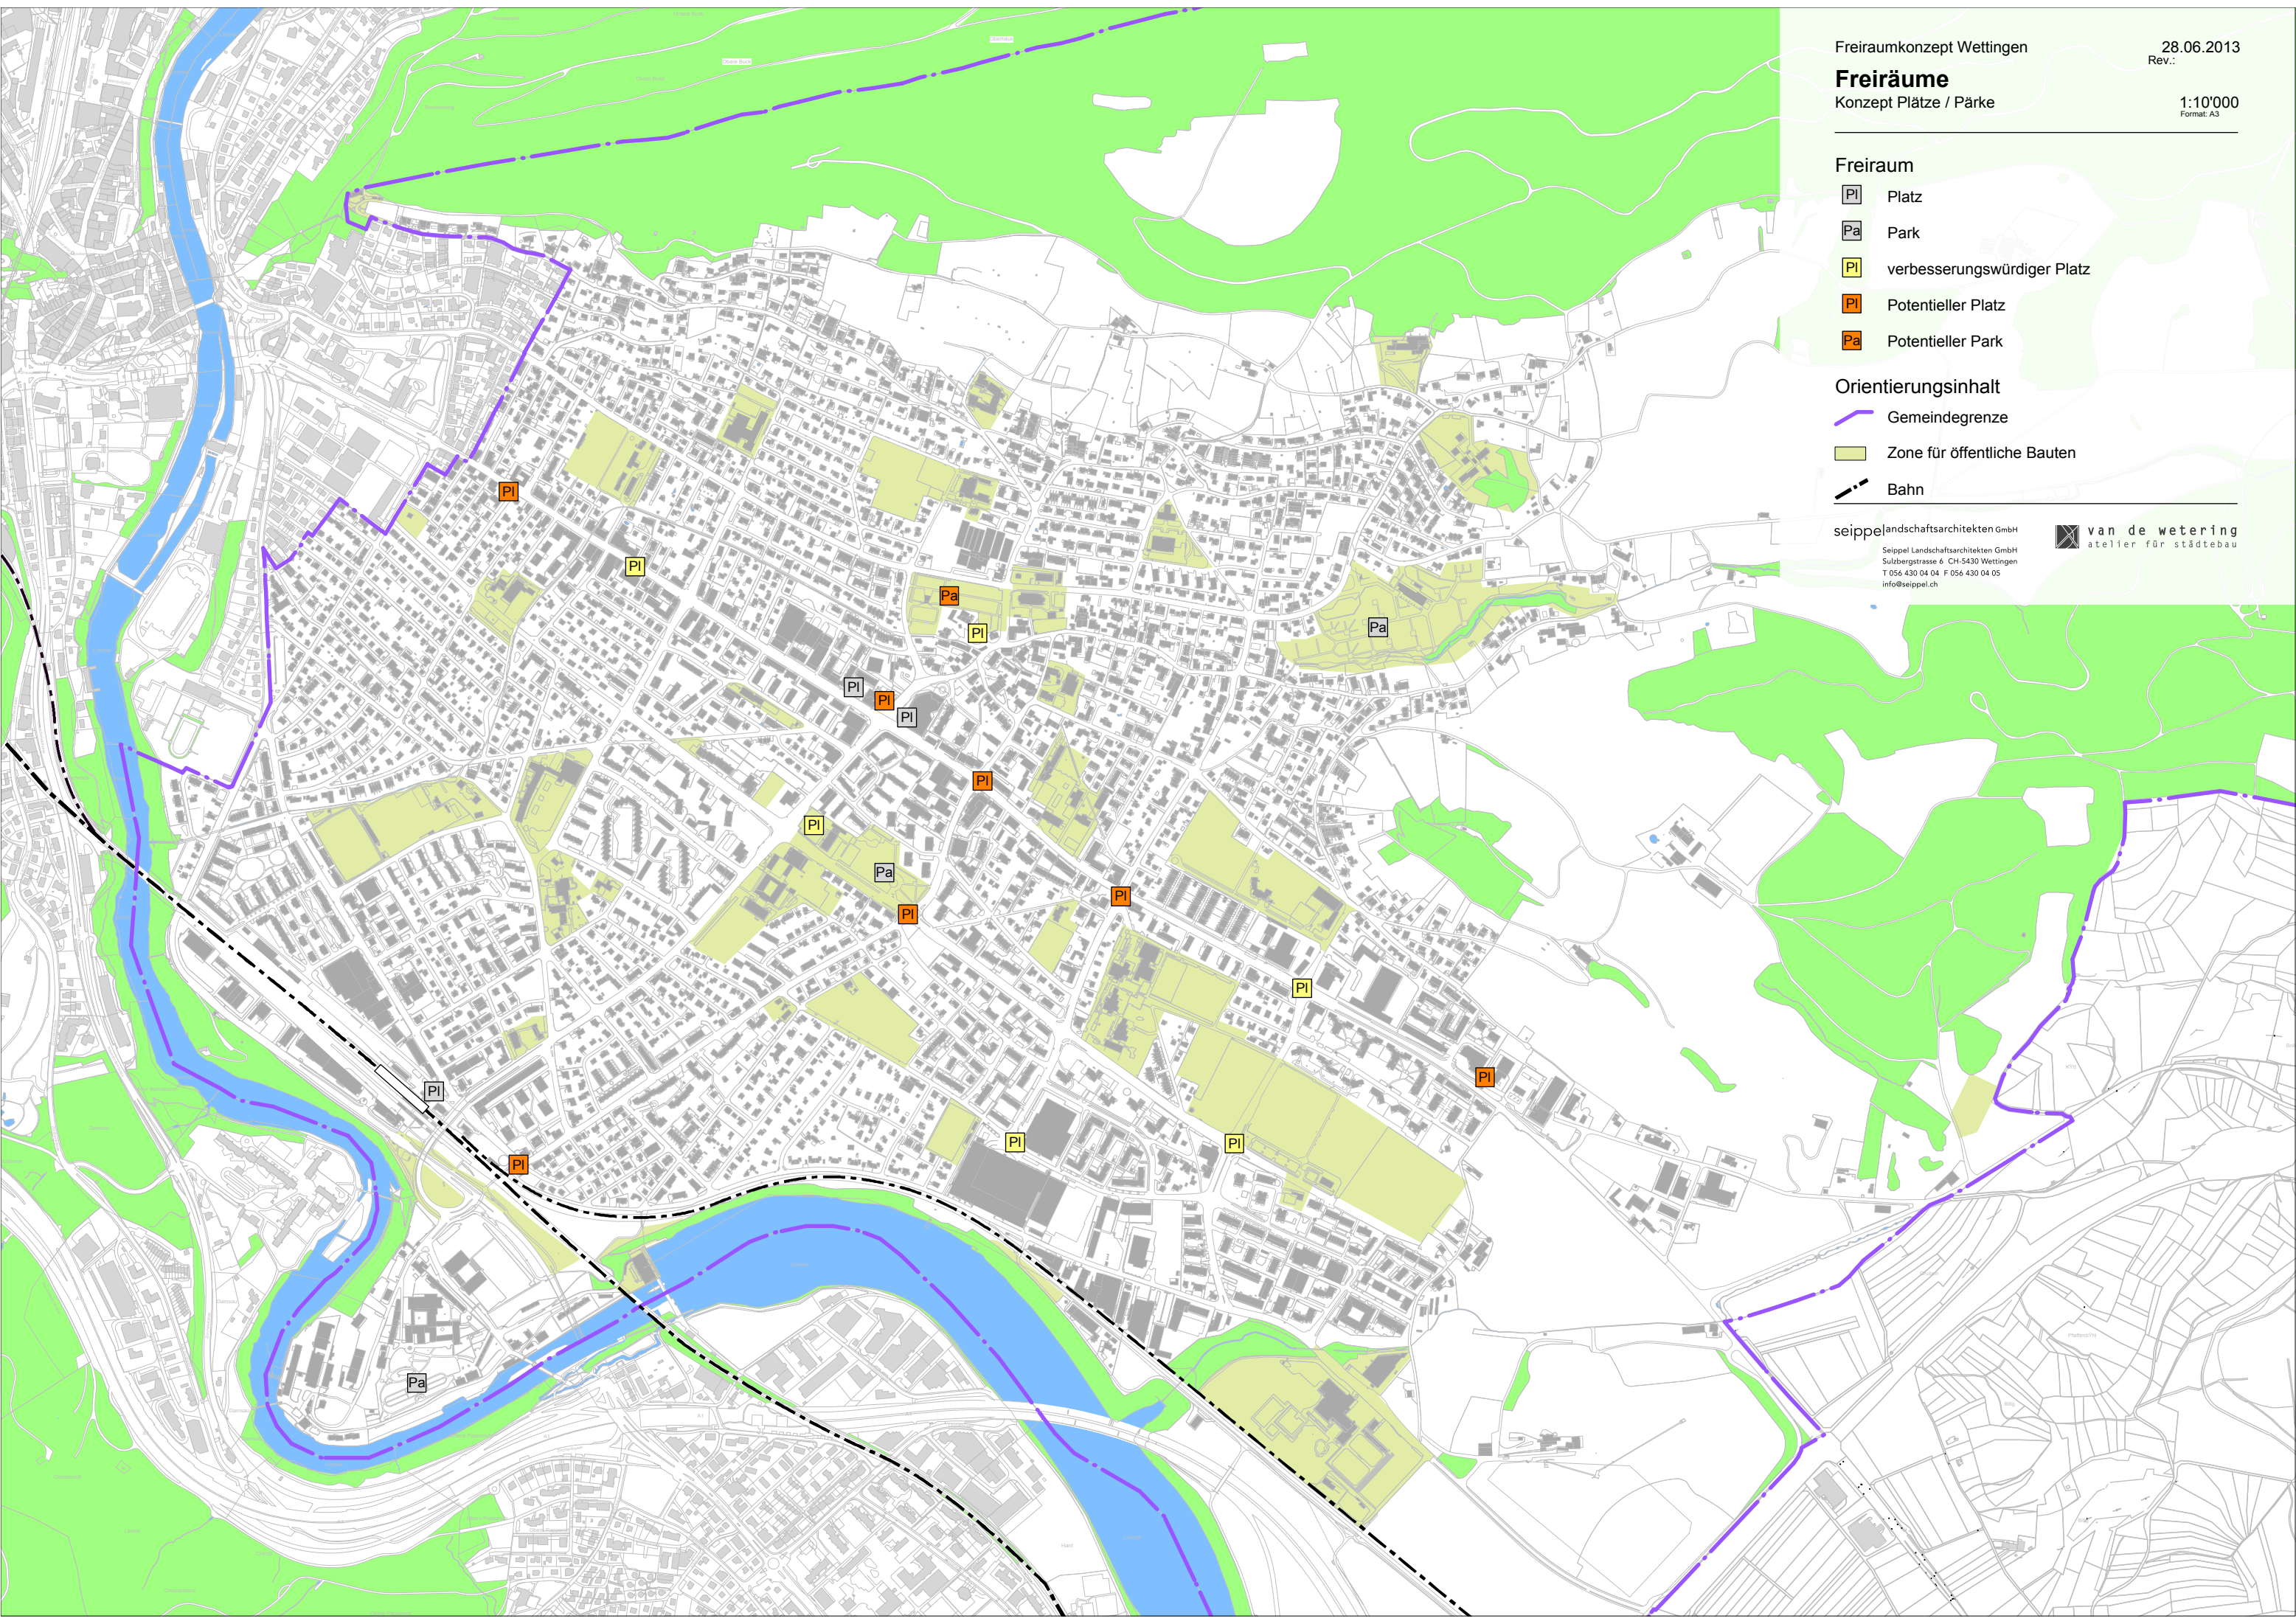 Freiraumkonzept Wettingen 28.06.2013
Rev.:
Freiräume
Konzept Plätze / Pärke 1:10'000
Format: A3
Freiraum
Pl Platz
Pa Park
Pl verbesserungswürdiger Platz
Pl Potentieller Platz
Pa Potentieller Park
Orientierungsinhalt
Gemeindegrenze
Zone für öffentliche Bauten
Bahn
seippel landschaftsarchitekten GmbH
Seippel Landschaftsarchitekten GmbH
Sulzbergstrasse 6 CH-5430 Wettingen
T 056 430 04 04 F 056 430 04 05
info@seippel.ch
van de wetering
atelier für städtebau
Pl
Pl
Pa
Pa
Pl
Pl
Pl
Pl
Pl
Pl
Pa
Pl
Pl
Pl
Pl
Pl
Pl
Pl
Pl
Pa